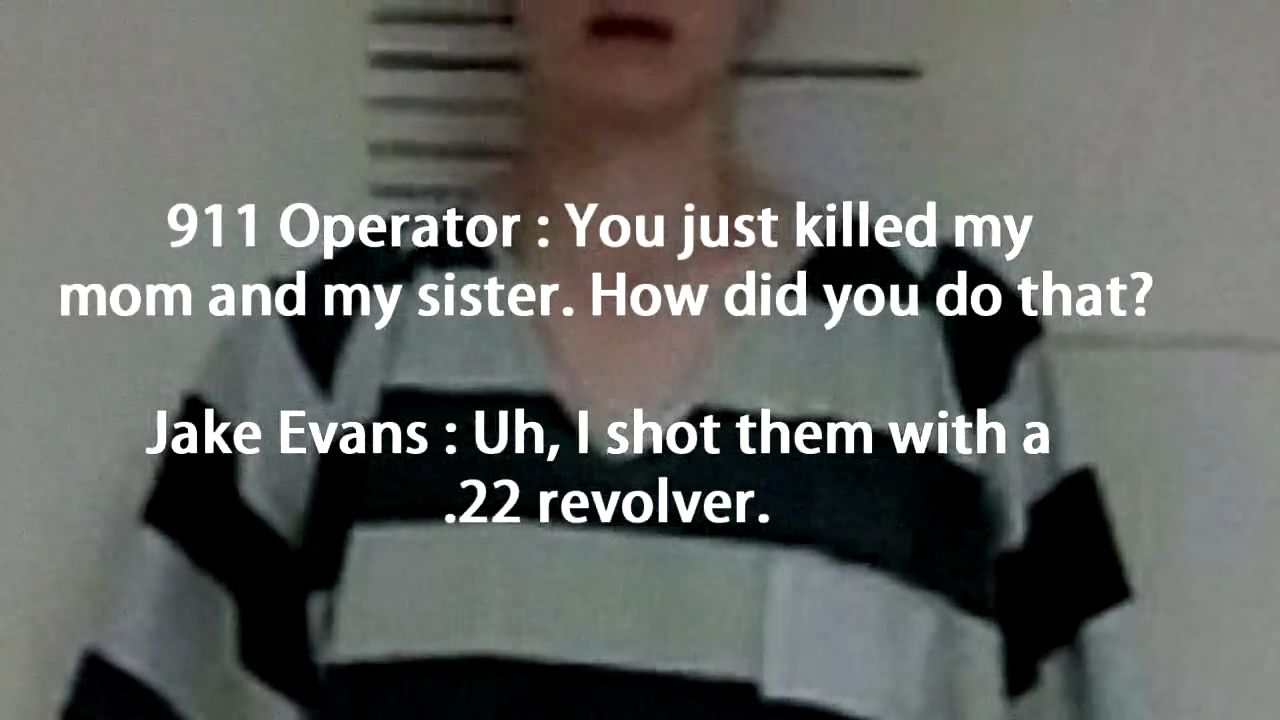 911 Operator : You just killed my
mom and my sister. How did you do that?
Jake Evans : Uh, I shot them with a
.22 revolver.